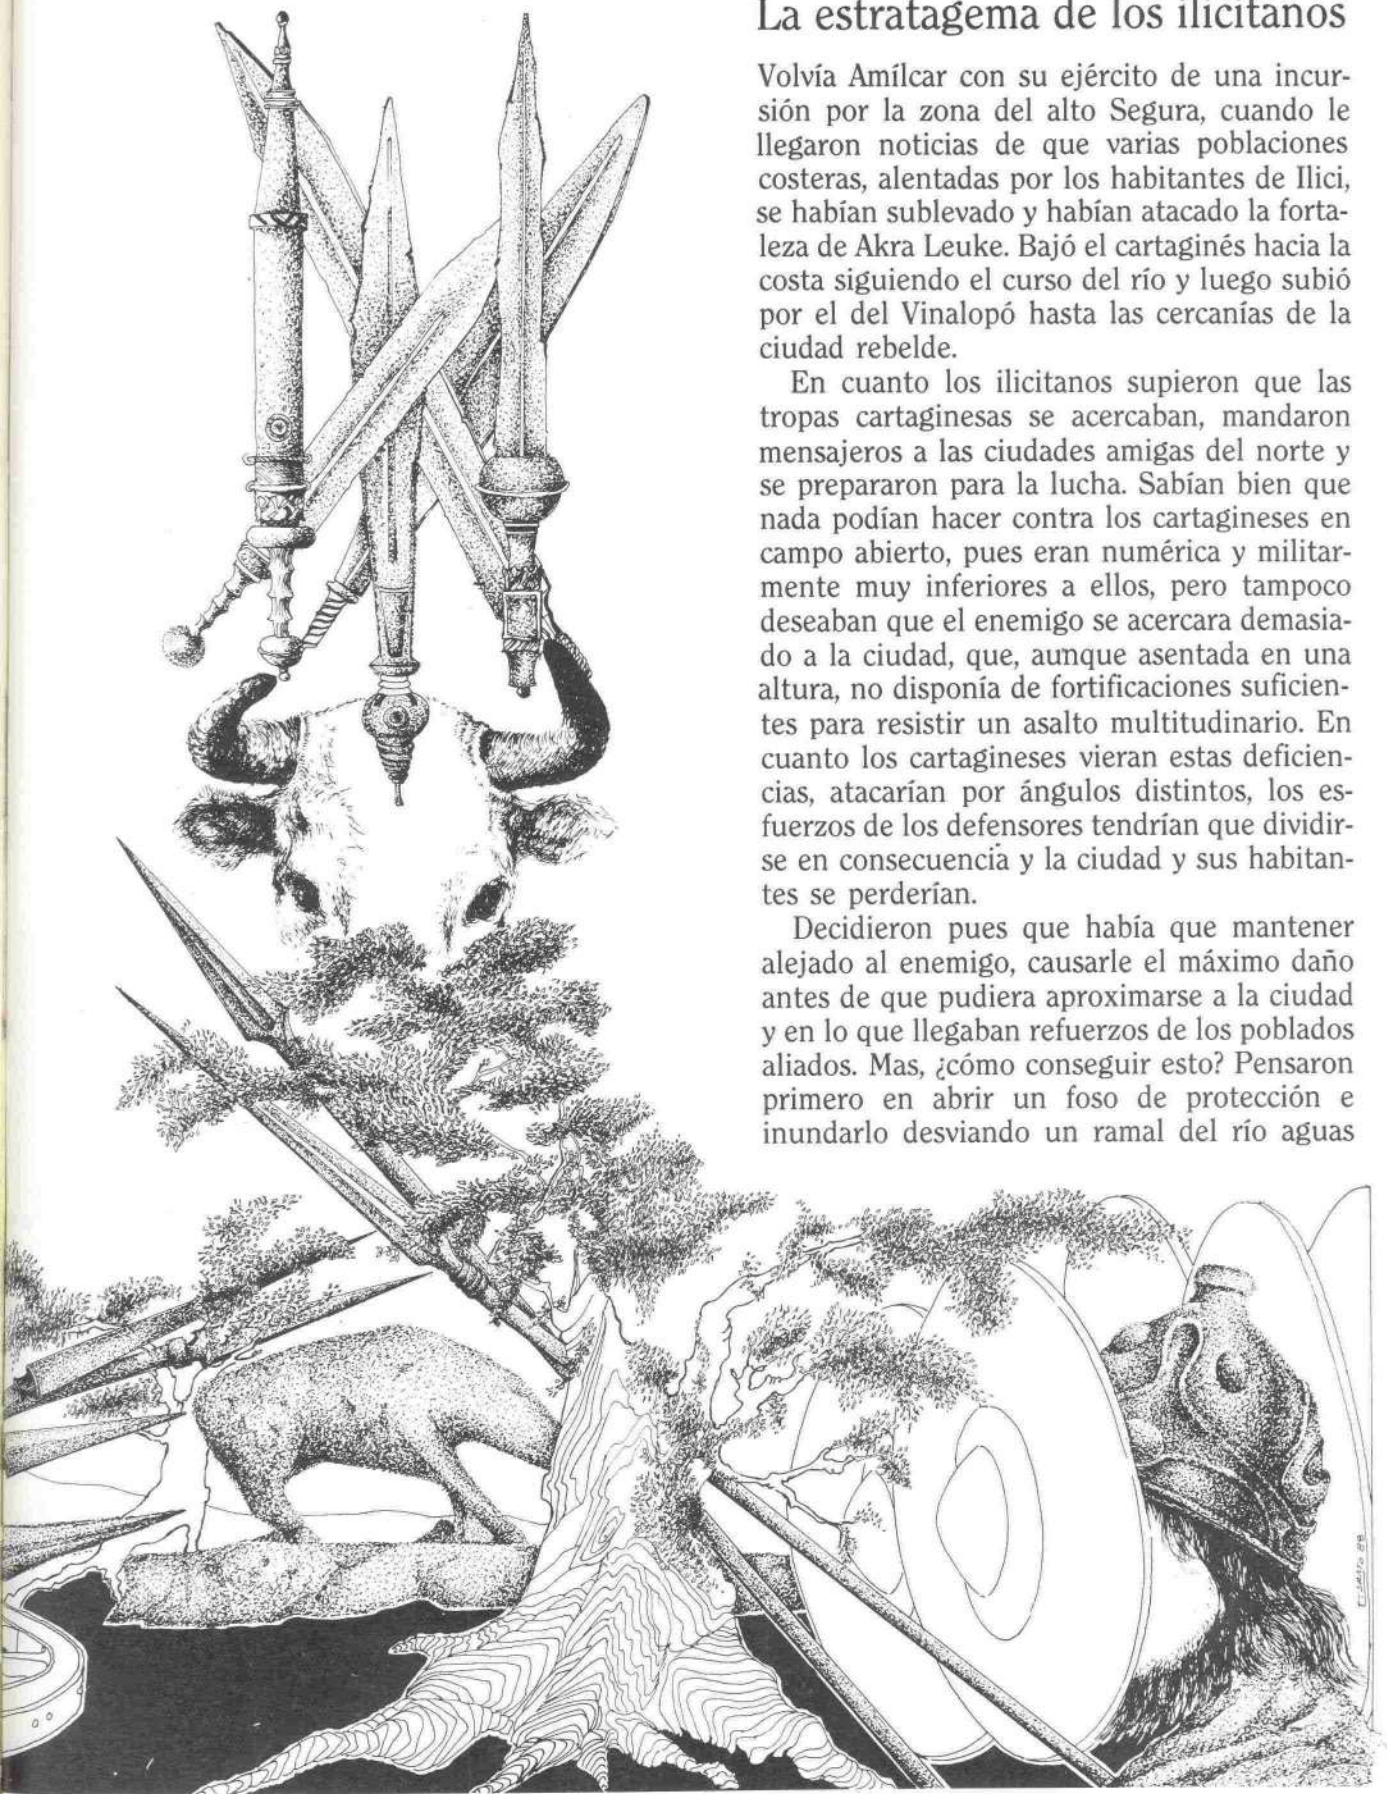 La estratagema de los ilicitanos
Volvía Amílcar con su ejército de una incur-
sión por la zona del alto Segura, cuando le
llegaron noticias de que varias poblaciones
costeras, alentadas por los habitantes de Ilici,
se habían sublevado y habían atacado la forta-
leza de Akra Leuke. Bajó el cartaginés hacia la
costa siguiendo el curso del río y luego subió
por el del Vinalopó hasta las cercanías de la
ciudad rebelde.
En cuanto los ilicitanos supieron que las
tropas cartaginesas se acercaban, mandaron
mensajeros a las ciudades amigas del norte y
se prepararon para la lucha. Sabían bien que
nada podían hacer contra los cartagineses en
campo abierto, pues eran numérica y militar-
mente muy inferiores a ellos, pero tampoco
deseaban que el enemigo se acercara demasia-
do a la ciudad, que, aunque asentada en una
altura, no disponía de fortificaciones suficien-
tes para resistir un asalto multitudinario. En
cuanto los cartagineses vieran estas deficien-
cias, atacarían por ángulos distintos, los es-
fuerzos de los defensores tendrían que dividir-
se en consecuencia y la ciudad y sus habitan-
tes se perderían.
Decidieron pues que había que mantener
alejado al enemigo, causarle el máximo daño
antes de que pudiera aproximarse a la ciudad
y en lo que llegaban refuerzos de los poblados
aliados. Mas, ¿cómo conseguir esto? Pensaron
primero en abrir un foso de protección e
inundarlo desviando un ramal del río aguas